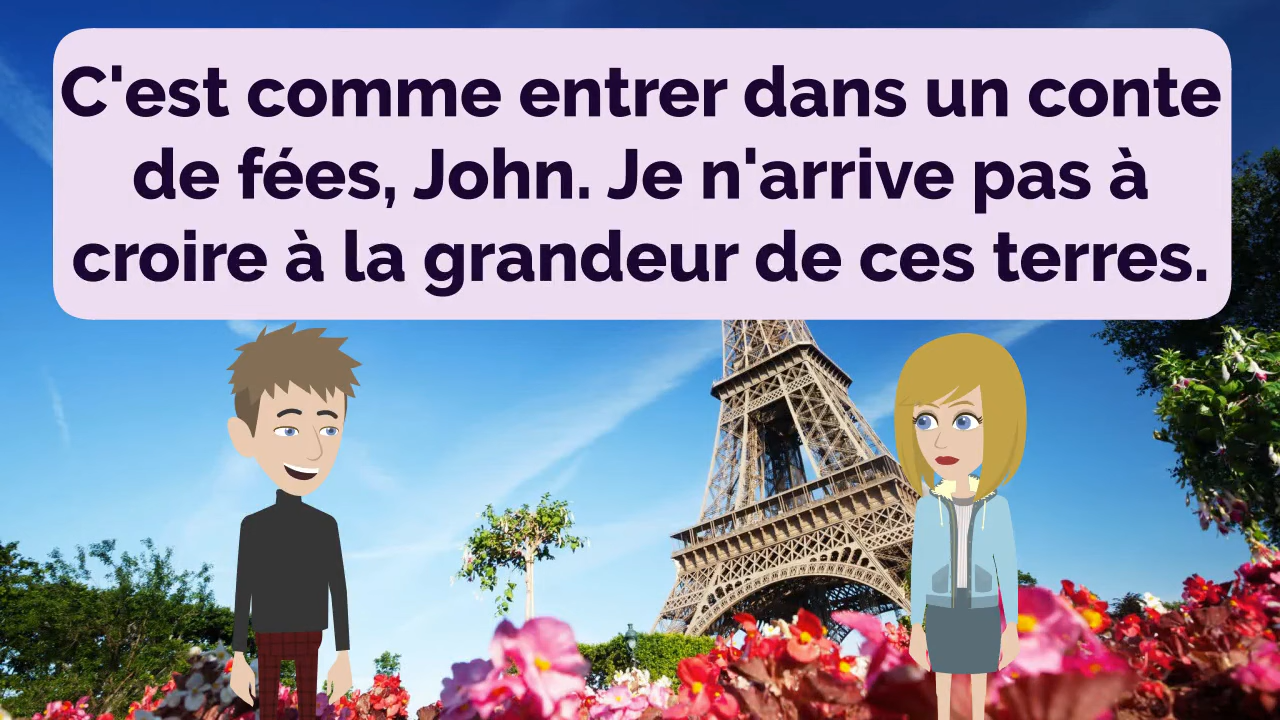 C'est comme entrer dans un conte
de fées, John. Je n'arrive pas à
croire à la grandeur de ces terres.